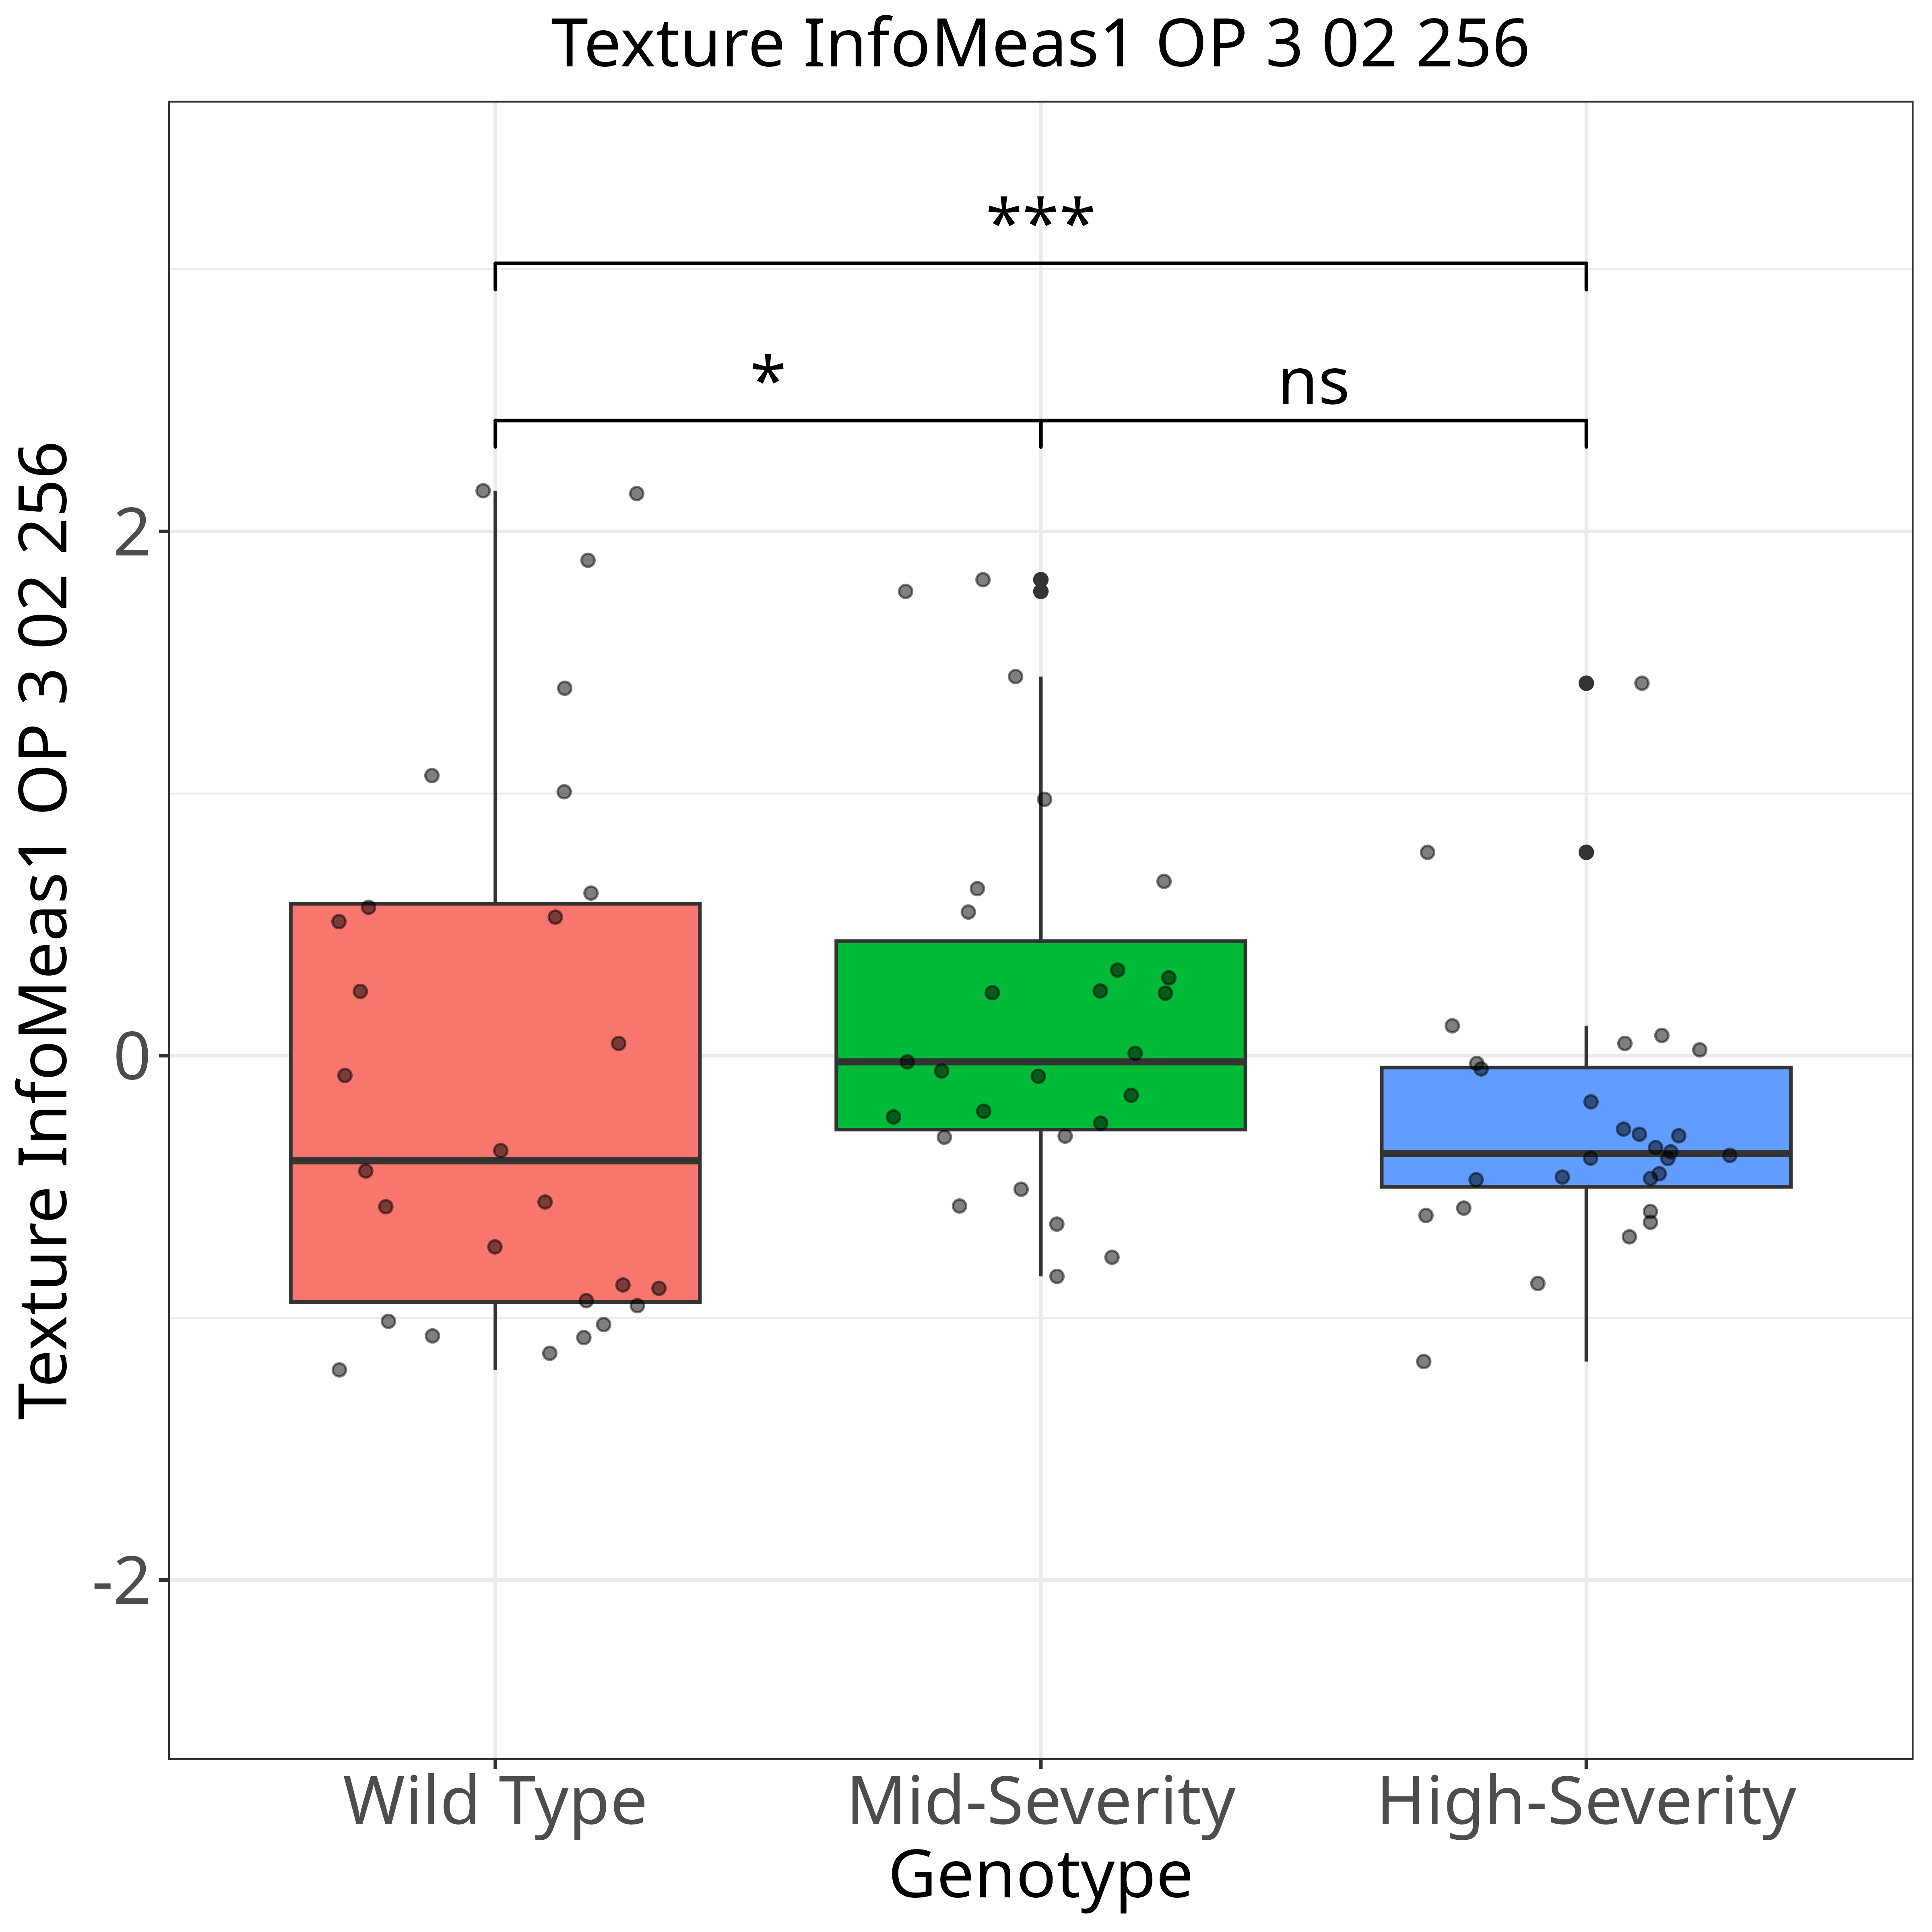 Texture InfoMeas1 OP 3 02 256
***
*
ns
Texture InfoMeas1 OP 3 02 256
2
0
-2
Wild Type
Mid-Severity
High-Severity
Genotype